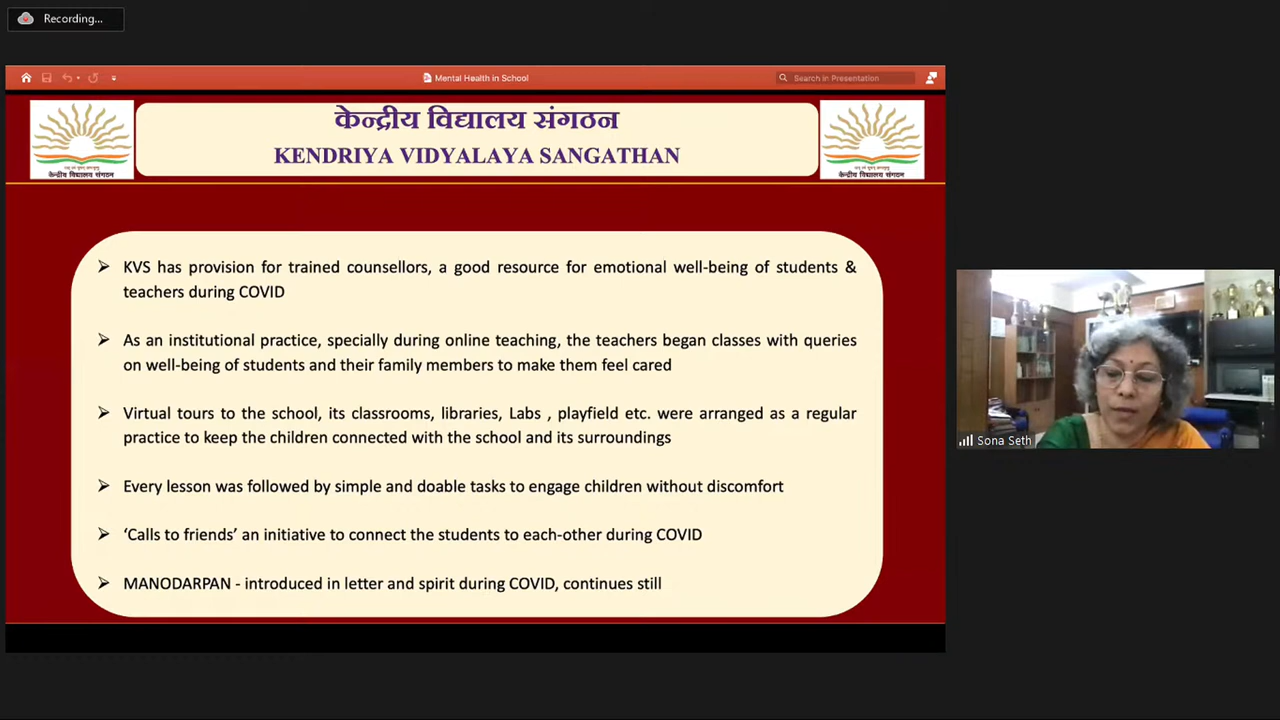 Recording...
Mental Health in School
Search in Presentation
केन्द्रीय विद्यालय संगठन
KENDRIYA VIDYALAYA SANGATHAN
केन्द्रीय विद्यालय संगठन
केन्द्रीय विद्यालय संगठन
➢ KVS has provision for trained counsellors, a good resource for emotional well-being of students &
teachers during COVID
➢ As an institutional practice, specially during online teaching, the teachers began classes with queries
on well-being of students and their family members to make them feel cared
➢ Virtual tours to the school, its classrooms, libraries, Labs , playfield etc. were arranged as a regular
practice to keep the children connected with the school and its surroundings
➢ Every lesson was followed by simple and doable tasks to engage children without discomfort
➢ ‘Calls to friends’ an initiative to connect the students to each-other during COVID
➢ MANODARPAN - introduced in letter and spirit during COVID, continues still
Sona Seth